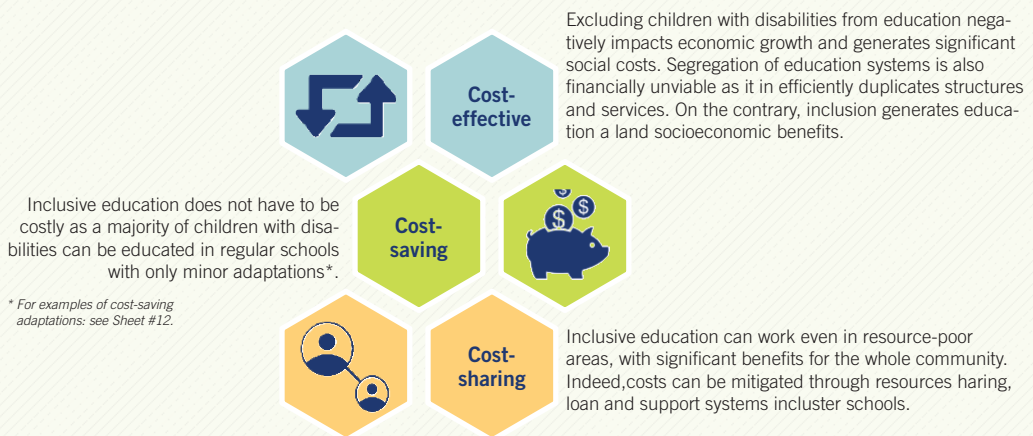 Excluding children with disabilities from education nega-
tively impacts economic growth and generates significant
social costs. Segregation of education systems is also
financially unviable as it in efficiently duplicates structures
and services. On the contrary, inclusion generates educa-
tion a land socioeconomic benefits.
Cost-
effective
Inclusive education does not have to be
costly as a majority of children with disa-
bilities can be educated in regular schools
with only minor adaptations*.
* For examples of cost-saving
adaptations: see Sheet #12.
Cost-
saving
$
$
$
Cost-
sharing
Inclusive education can work even in resource-poor
areas, with significant benefits for the whole community.
Indeed,costs can be mitigated through resources haring,
loan and support systems incluster schools.